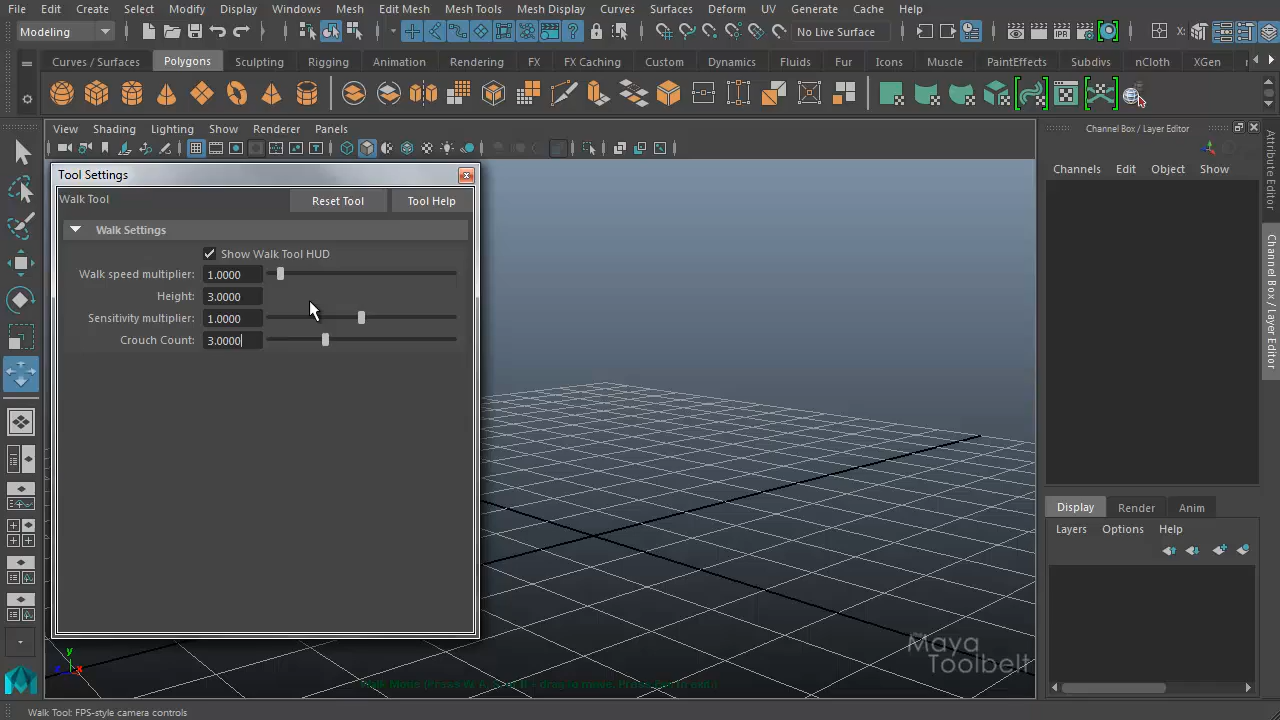 File Edit Create Select Modify Display Windows Mesh Edit Mesh Mesh Tools Mesh Display Curves Surfaces Deform UV Generate Cache Help
Modeling
No Live Surface
X:
Curves / Surfaces Polygons Sculpting Rigging Animation Rendering FX FX Caching Custom Dynamics Fluids Fur Icons Muscle PaintEffects Subdivs nCloth XGen
View Shading Lighting Show Renderer Panels
Channel Box / Layer Editor
Channels Edit Object Show
Attribute Editor
Channel Box / Layer Editor
Tool Settings
Walk Tool
Reset Tool
Tool Help
Walk Settings
Show Walk Tool HUD
Walk speed multiplier: 1.0000
Height: 3.0000
Sensitivity multiplier: 1.0000
Crouch Count: 3.0000
Display Render Anim
Layers Options Help
Maya
Toolbelt
y
x
Walk Tool: FPS-style camera controls